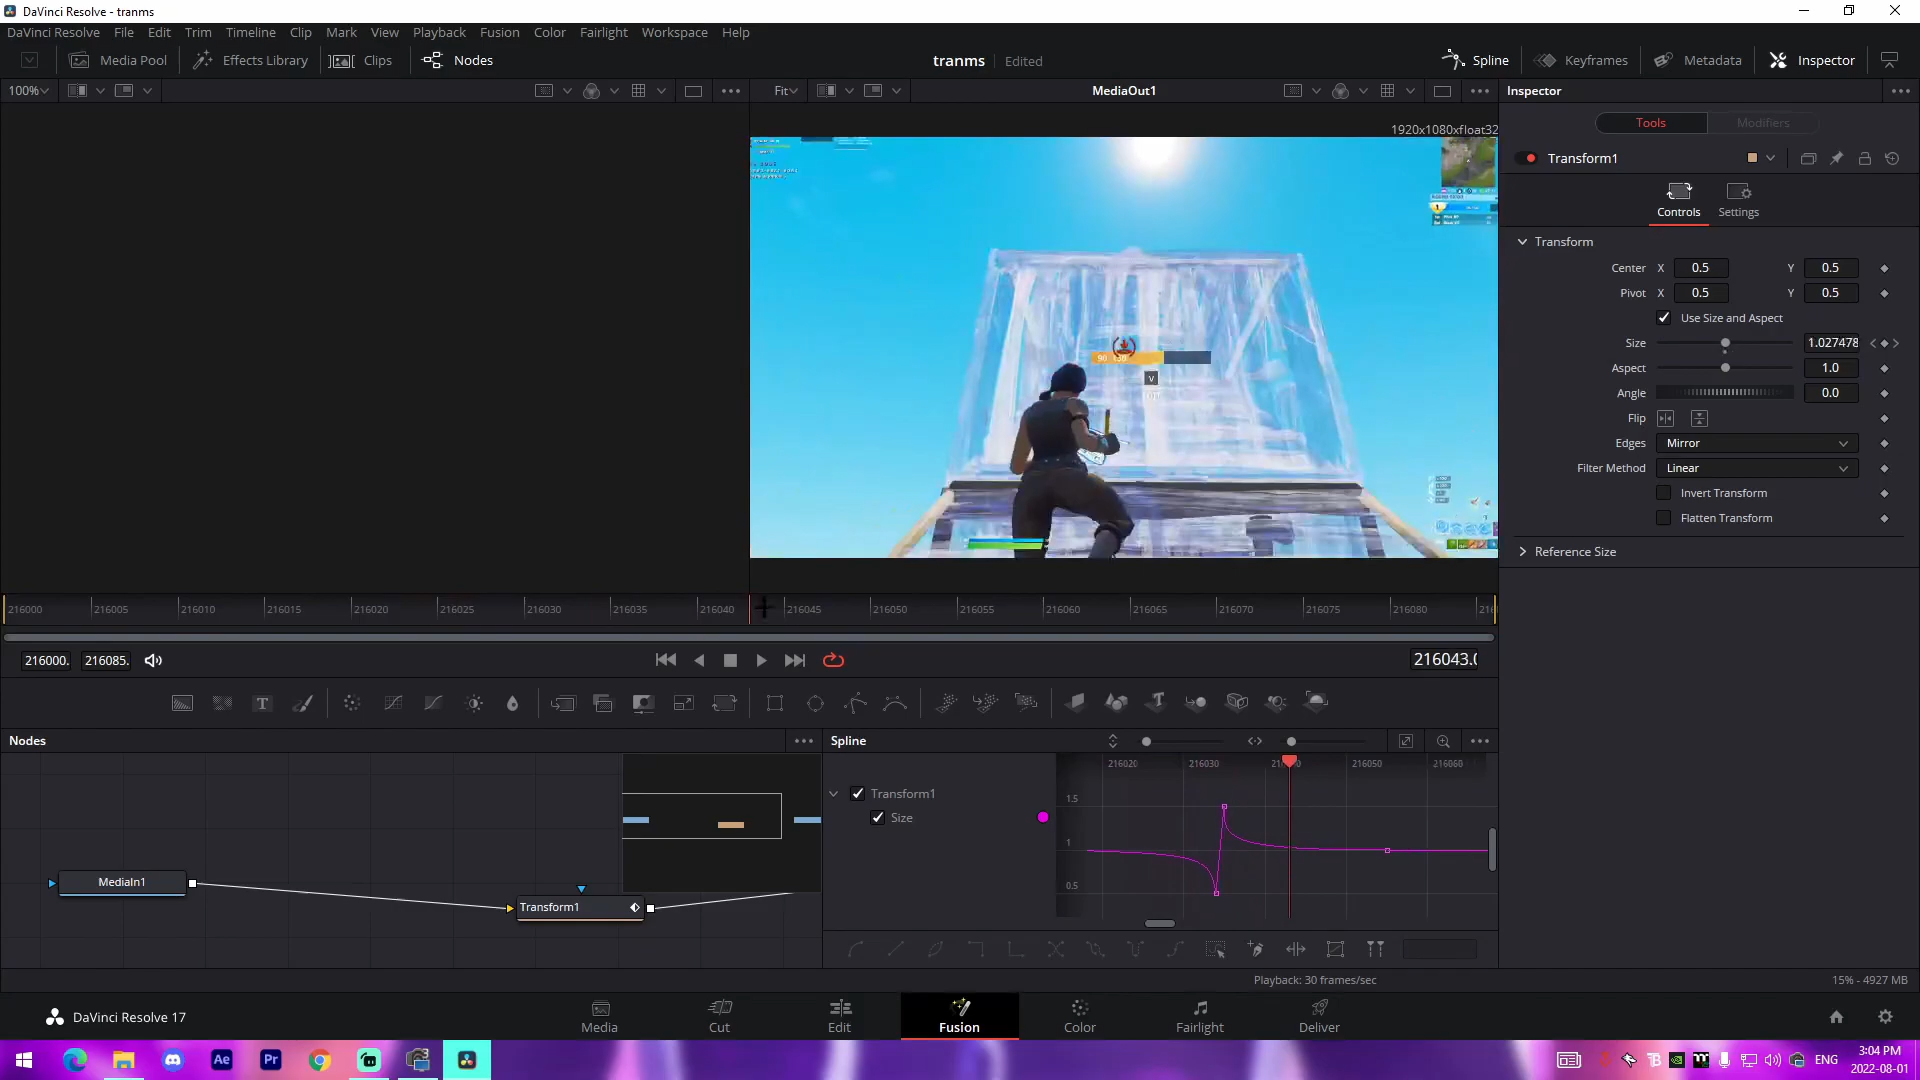 DaVinci Resolve - tranms
DaVinci Resolve File Edit Trim Timeline Clip Mark View Playback Fusion Color Fairlight Workspace Help
Media Pool Effects Library Clips Nodes tranms Edited Spline Keyframes Metadata Inspector
100% Fit MediaOut1 Inspector
1920x1080xfloat32
Tools Modifiers
Transform1
Controls Settings
Transform
Center X 0.5 Y 0.5
Pivot X 0.5 Y 0.5
Use Size and Aspect
Size 1.027478
Aspect 1.0
Angle 0.0
Flip
Edges Mirror
Filter Method Linear
Invert Transform
Flatten Transform
Reference Size
90
V
216000 216005 216010 216015 216020 216025 216030 216035 216040 216045 216050 216055 216060 216065 216070 216075 216080
216000. 216085. 216043.0
Nodes Spline
216020 216030 216050 216060
Transform1
Size
1.5
1
0.5
MediaIn1
Transform1
Playback: 30 frames/sec 15% - 4927 MB
DaVinci Resolve 17 Media Cut Edit Fusion Color Fairlight Deliver
Ae Pr ENG 3:04 PM
2022-08-01